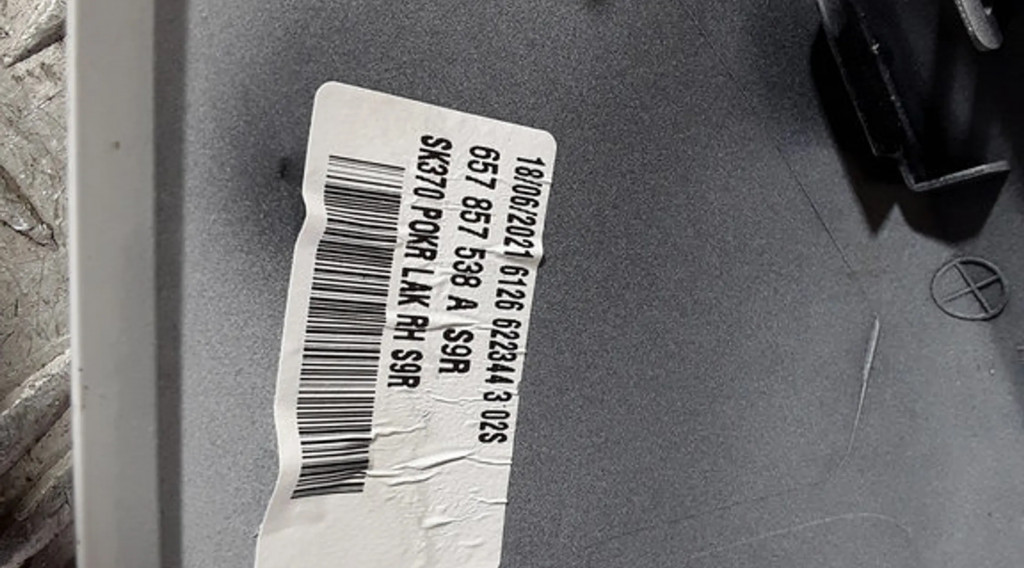 18/06/2021 6126 622344 3 02S
657 857 538 A S9R
SK370 POKR LAK RH S9R